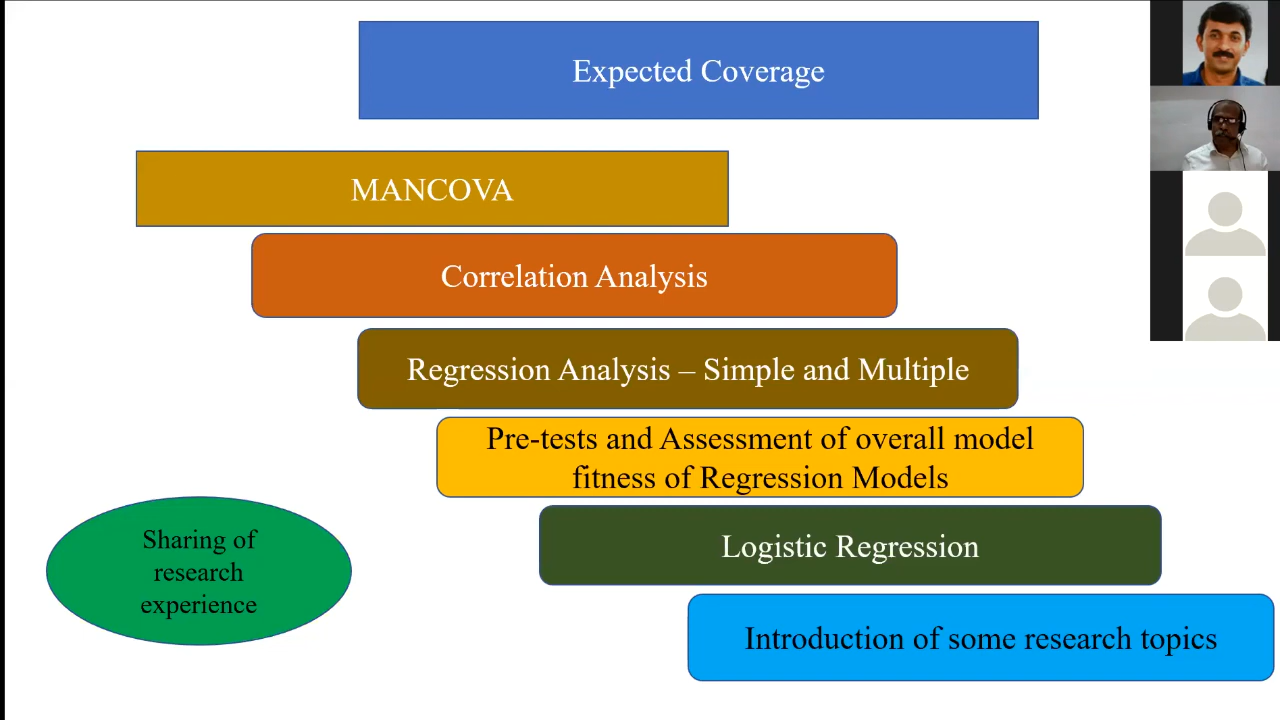 Expected Coverage
MANCOVA
Correlation Analysis
Regression Analysis – Simple and Multiple
Pre-tests and Assessment of overall model
fitness of Regression Models
Logistic Regression
Sharing of
research
experience
Introduction of some research topics